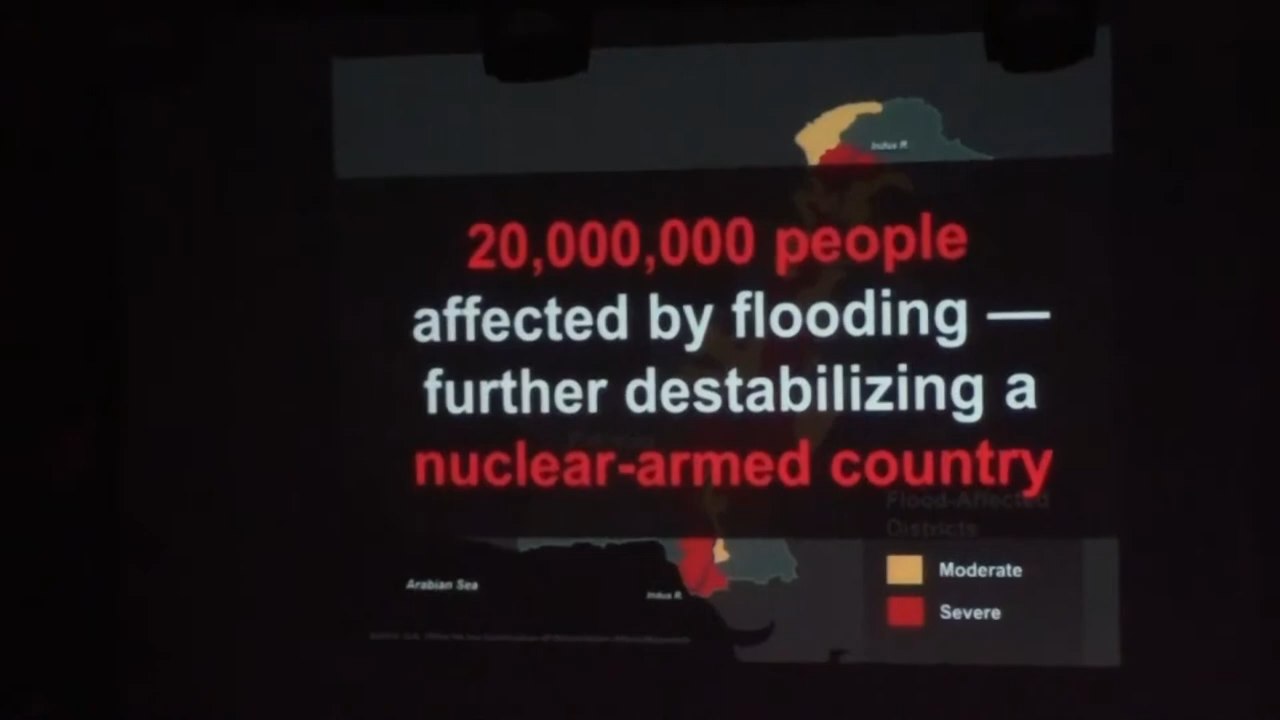 Indus R.
20,000,000 people
affected by flooding —
further destabilizing a
nuclear-armed country
Flood-Affected
Districts
Moderate
Severe
Arabian Sea
Indus R.